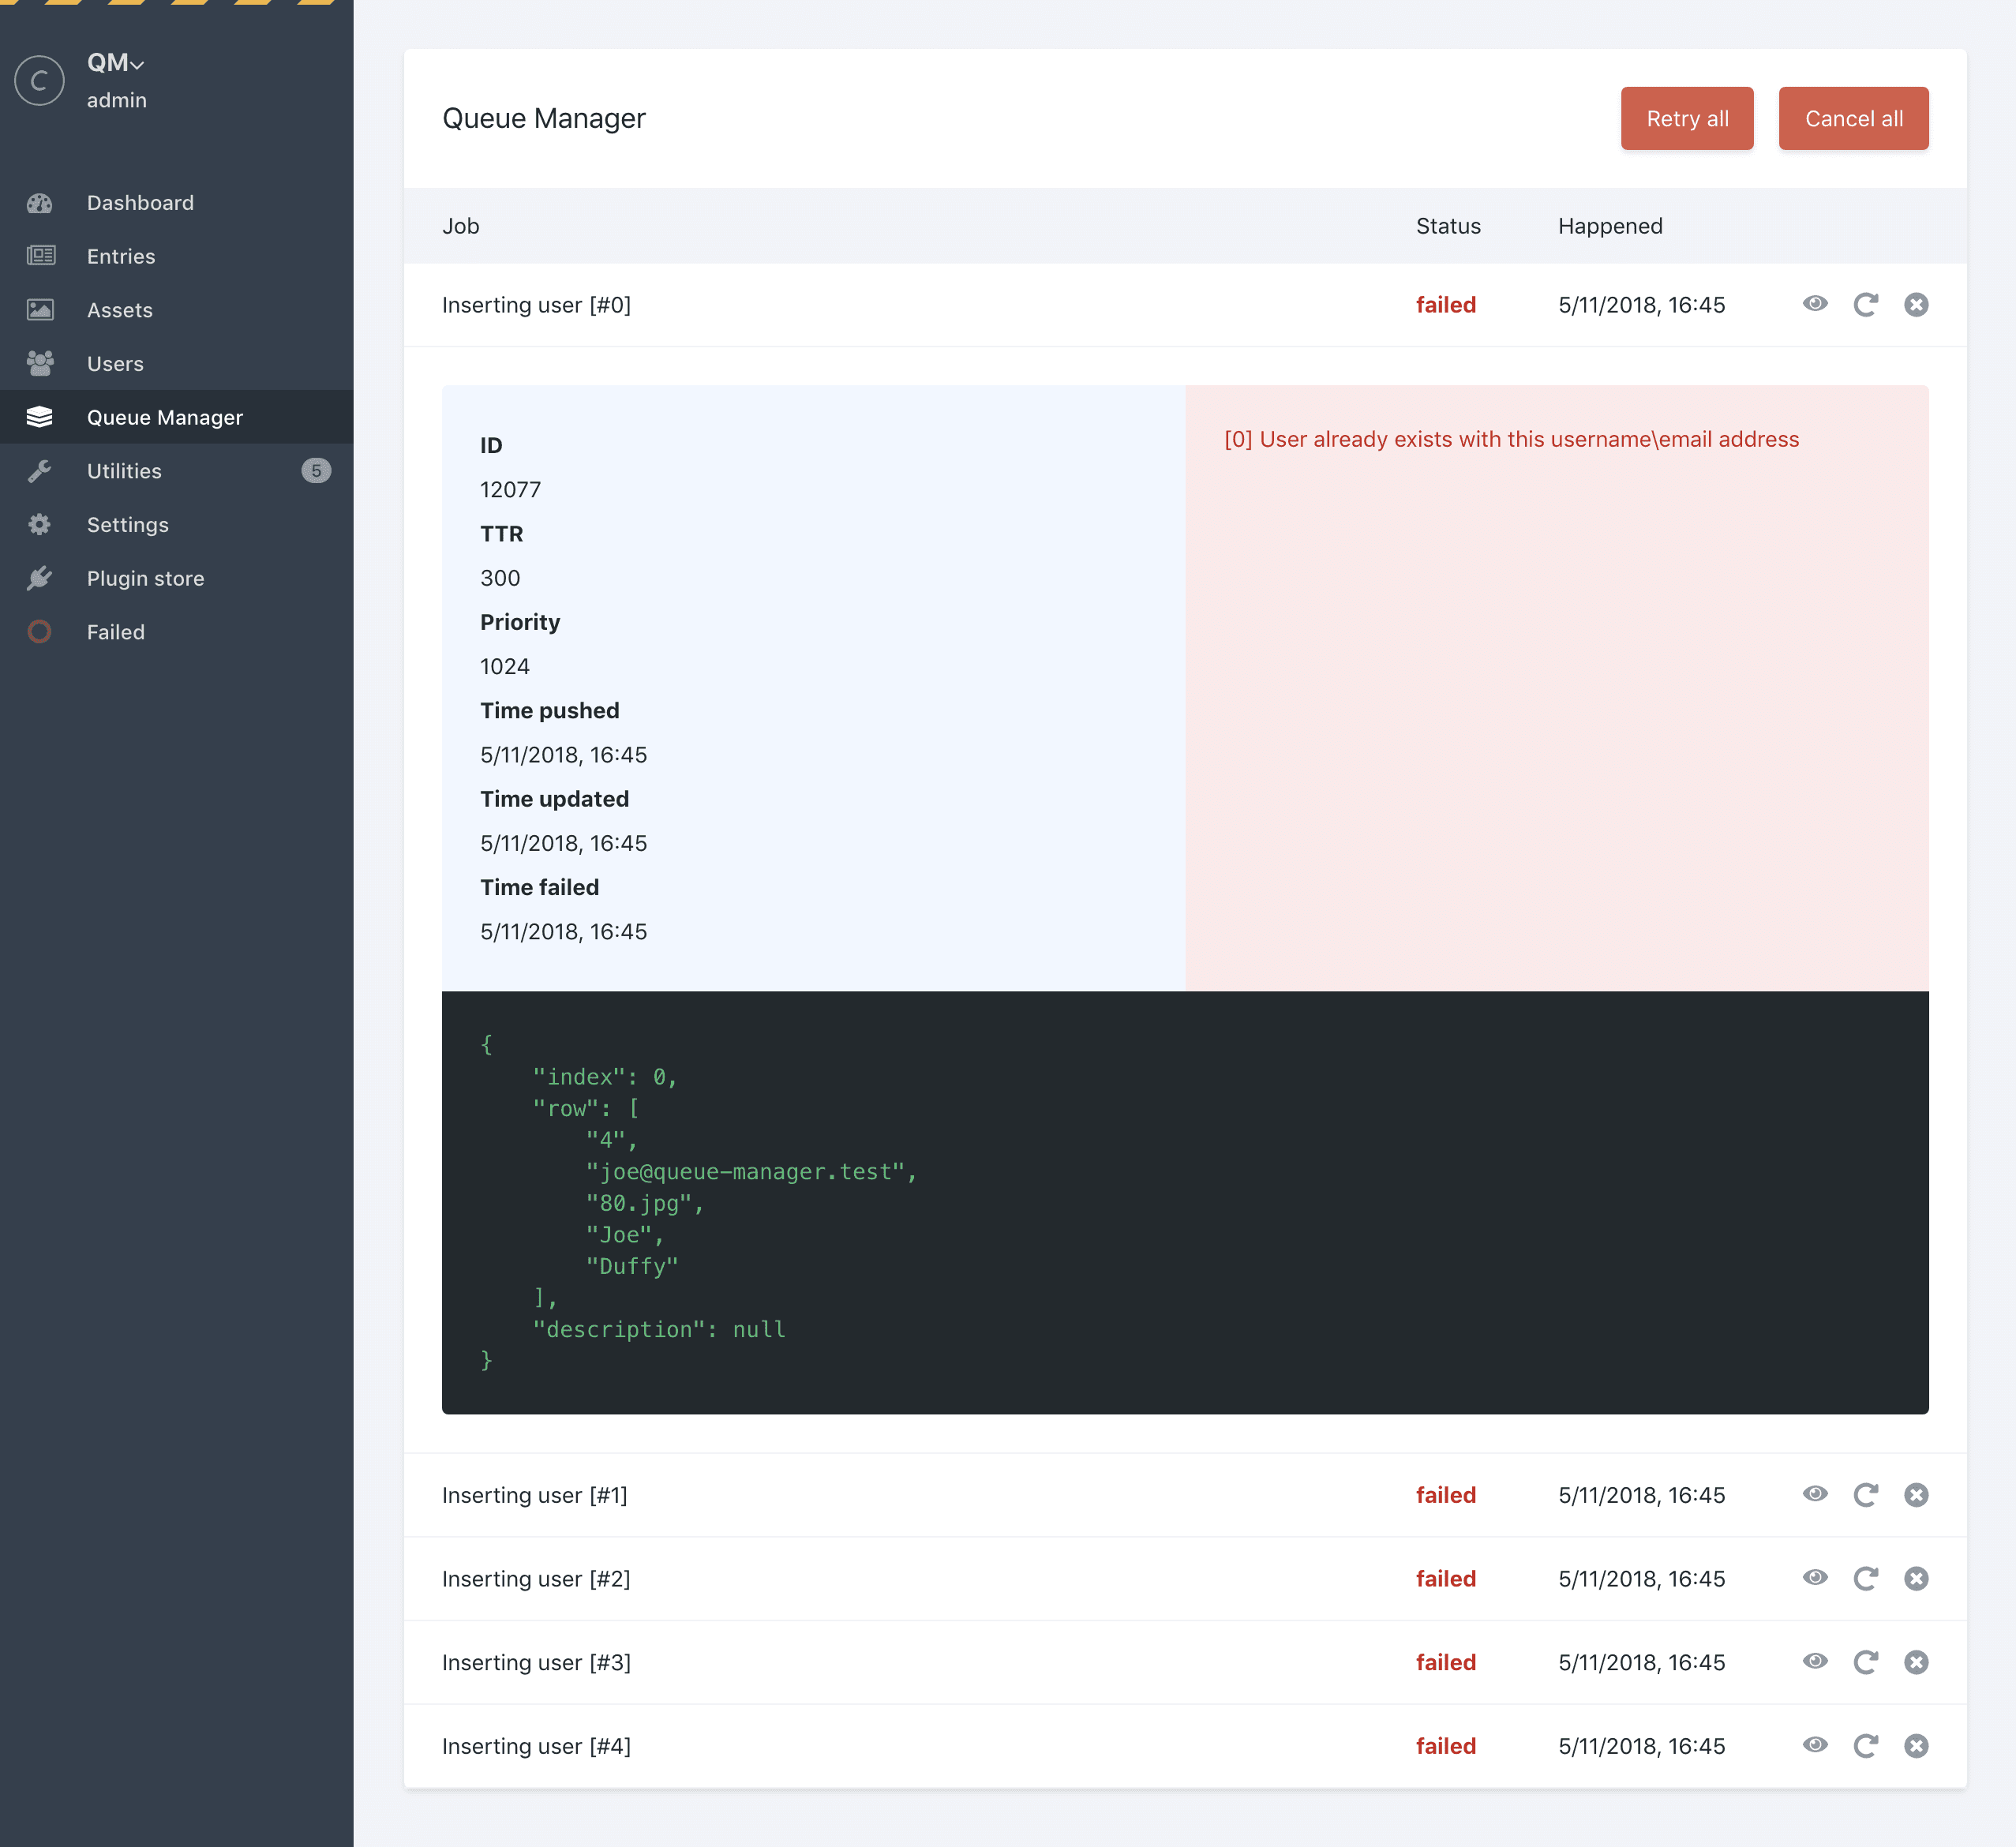 C
QM
admin
Dashboard
Entries
Assets
Users
Queue Manager
Utilities 5
Settings
Plugin store
Failed
Queue Manager
Retry all
Cancel all
Job Status Happened
Inserting user [#0] failed 5/11/2018, 16:45
ID
12077
TTR
300
Priority
1024
Time pushed
5/11/2018, 16:45
Time updated
5/11/2018, 16:45
Time failed
5/11/2018, 16:45
[0] User already exists with this username\email address
{
    "index": 0,
    "row": [
        "4",
        "joe@queue-manager.test",
        "80.jpg",
        "Joe",
        "Duffy"
    ],
    "description": null
}
Inserting user [#1] failed 5/11/2018, 16:45
Inserting user [#2] failed 5/11/2018, 16:45
Inserting user [#3] failed 5/11/2018, 16:45
Inserting user [#4] failed 5/11/2018, 16:45